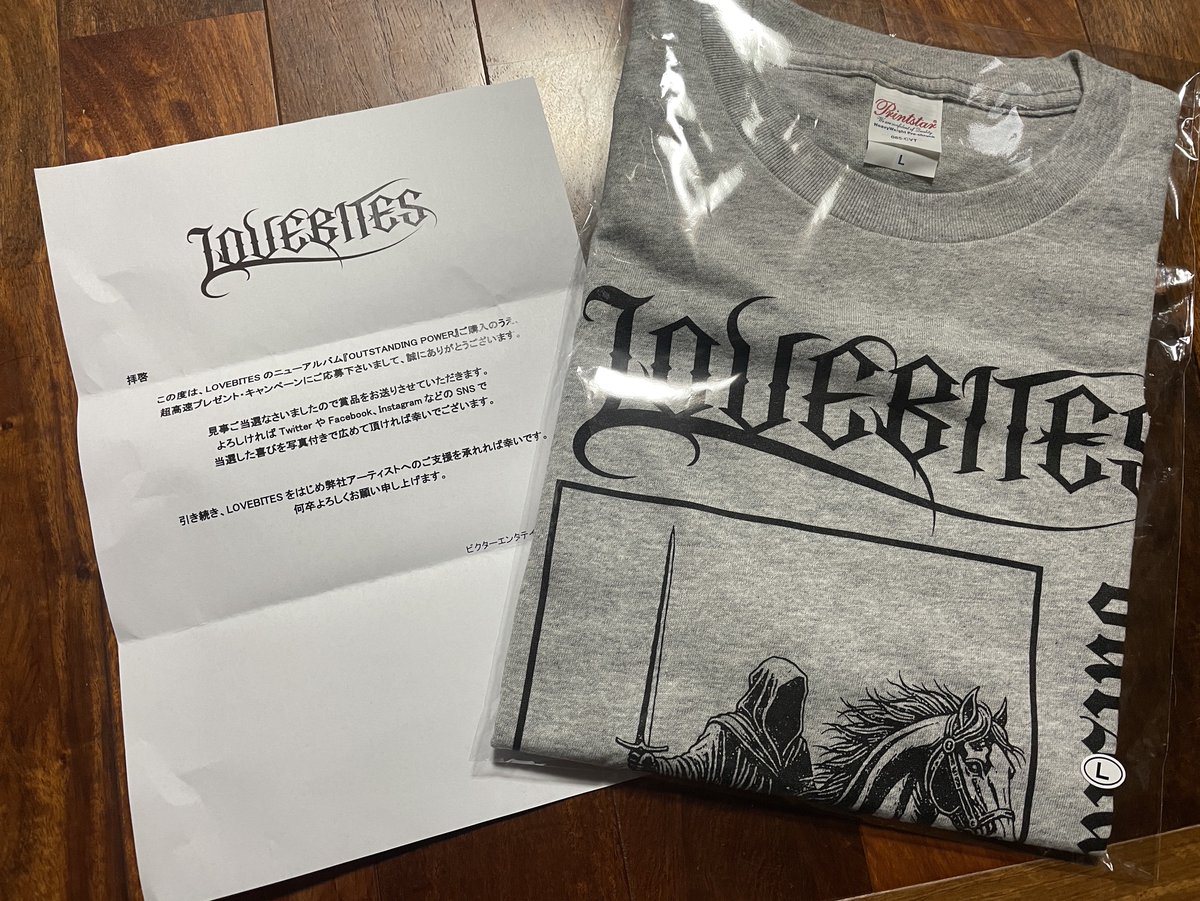 LOVEBITES
拝啓
この度は、LOVEBITES のニューアルバム『OUTSTANDING POWER』ご購入のうえ、
超高速プレゼント・キャンペーンにご応募下さいまして、誠にありがとうございます。
見事ご当選なさいましたので賞品をお送りさせていただきます。
よろしければ Twitter や Facebook、Instagram などの SNS で
当選した喜びを写真付きで広めて頂ければ幸いでございます。
引き続き、LOVEBITES をはじめ弊社アーティストへのご支援を承れれば幸いです。
何卒よろしくお願い申し上げます。
ビクターエンタテイ
Printstar
HeavyWeight
085-CVT
L
LOVEBITES
L